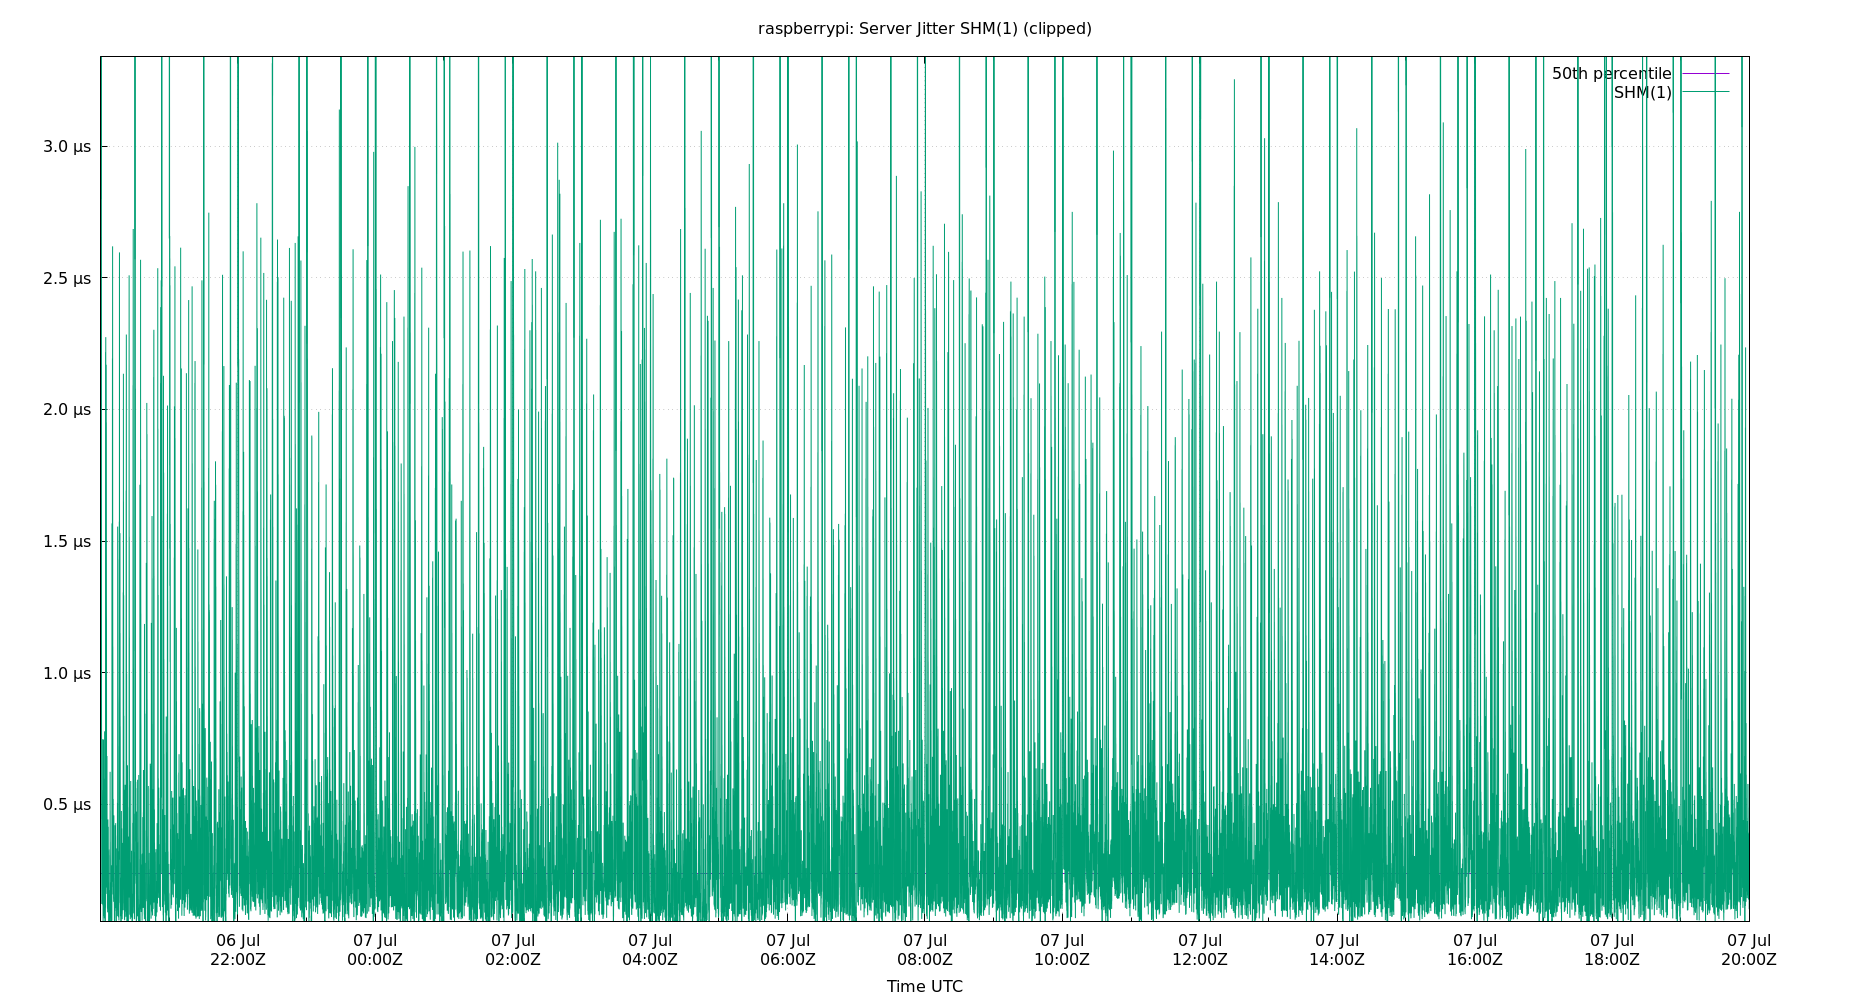 raspberrypi: Server Jitter SHM(1) (clipped)
50th percentile
SHM(1)
3.0 µs
2.5 µs
2.0 µs
1.5 µs
1.0 µs
0.5 µs
06 Jul 07 Jul 07 Jul 07 Jul 07 Jul 07 Jul 07 Jul 07 Jul 07 Jul 07 Jul 07 Jul 07 Jul
22:00Z 00:00Z 02:00Z 04:00Z 06:00Z 08:00Z 10:00Z 12:00Z 14:00Z 16:00Z 18:00Z 20:00Z
Time UTC